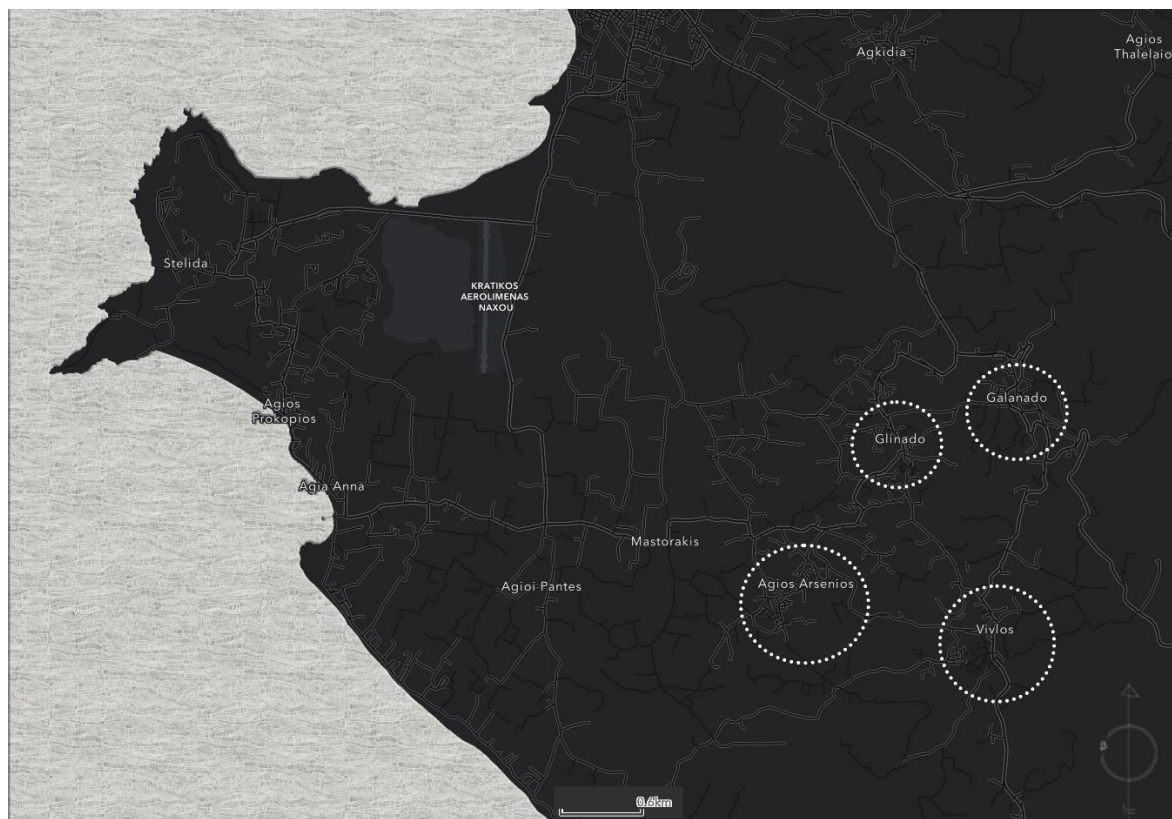 Agkidia
Agios
Thalelaio
Stelida
KRATIKOS
AEROLIMENAS
NAXOU
Agios
Prokopios
Galanado
Glinado
Agia Anna
Mastorakis
Agioi Pantes
Agios Arsenios
Vivlos
β
0.6km